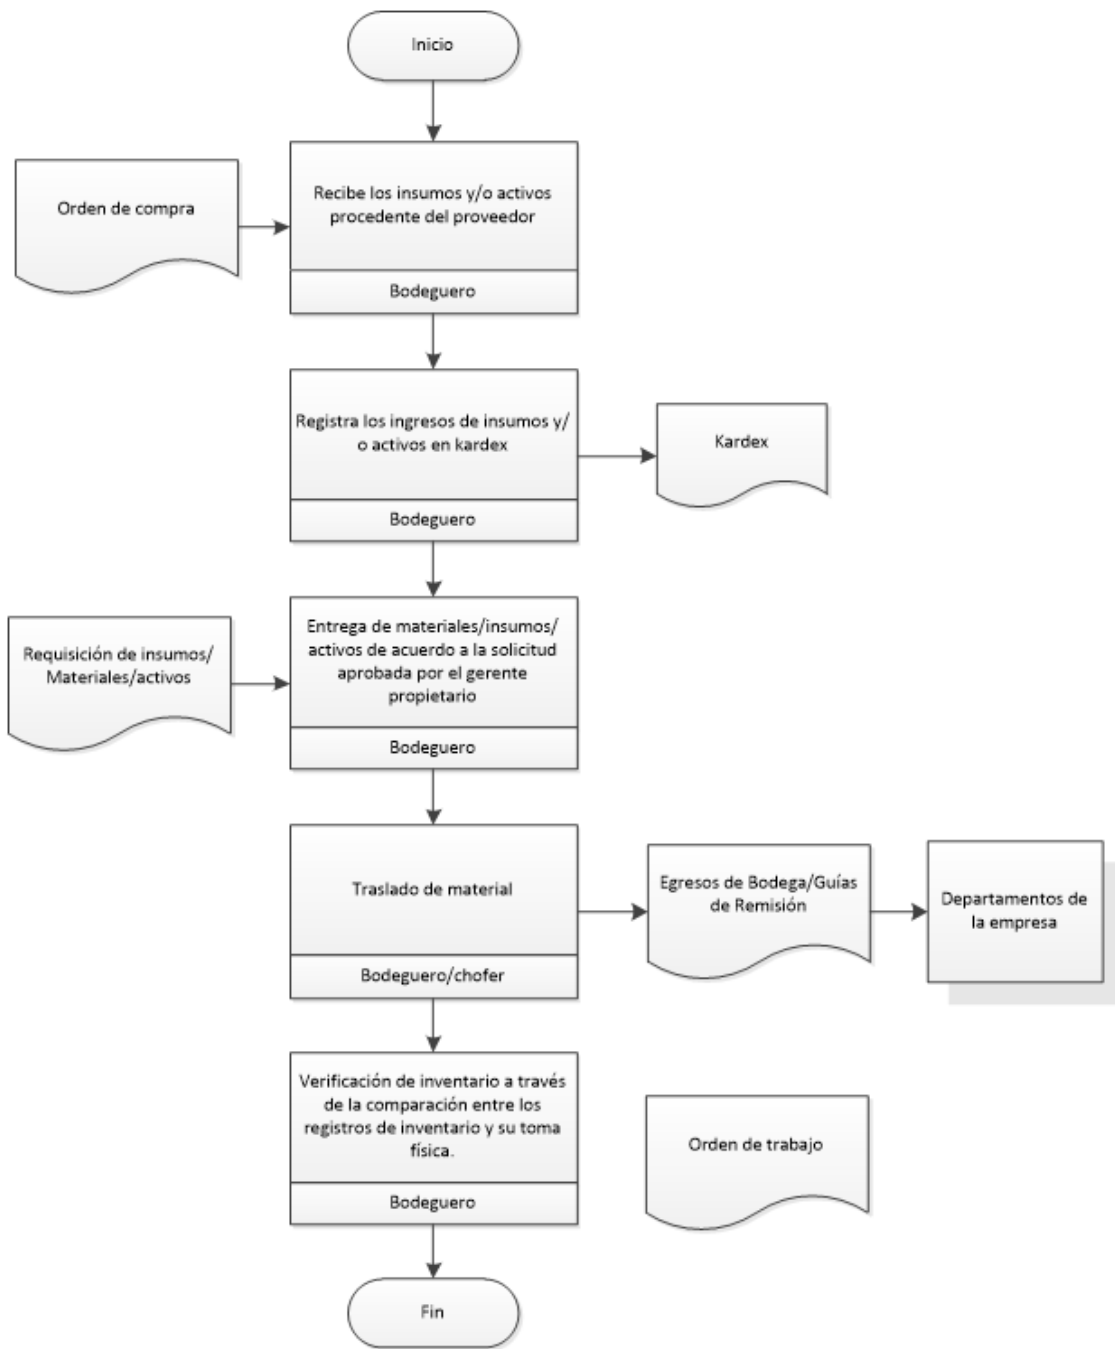 Inicio
Orden de compra
Recibe los insumos y/o activos
procedente del proveedor
Bodeguero
Registra los ingresos de insumos y/
o activos en kardex
Bodeguero
Kardex
Requisición de insumos/
Materiales/activos
Entrega de materiales/insumos/
activos de acuerdo a la solicitud
aprobada por el gerente
propietario
Bodeguero
Traslado de material
Bodeguero/chofer
Egresos de Bodega/Guías
de Remisión
Departamentos de
la empresa
Verificación de inventario a través
de la comparación entre los
registros de inventario y su toma
física.
Bodeguero
Orden de trabajo
Fin